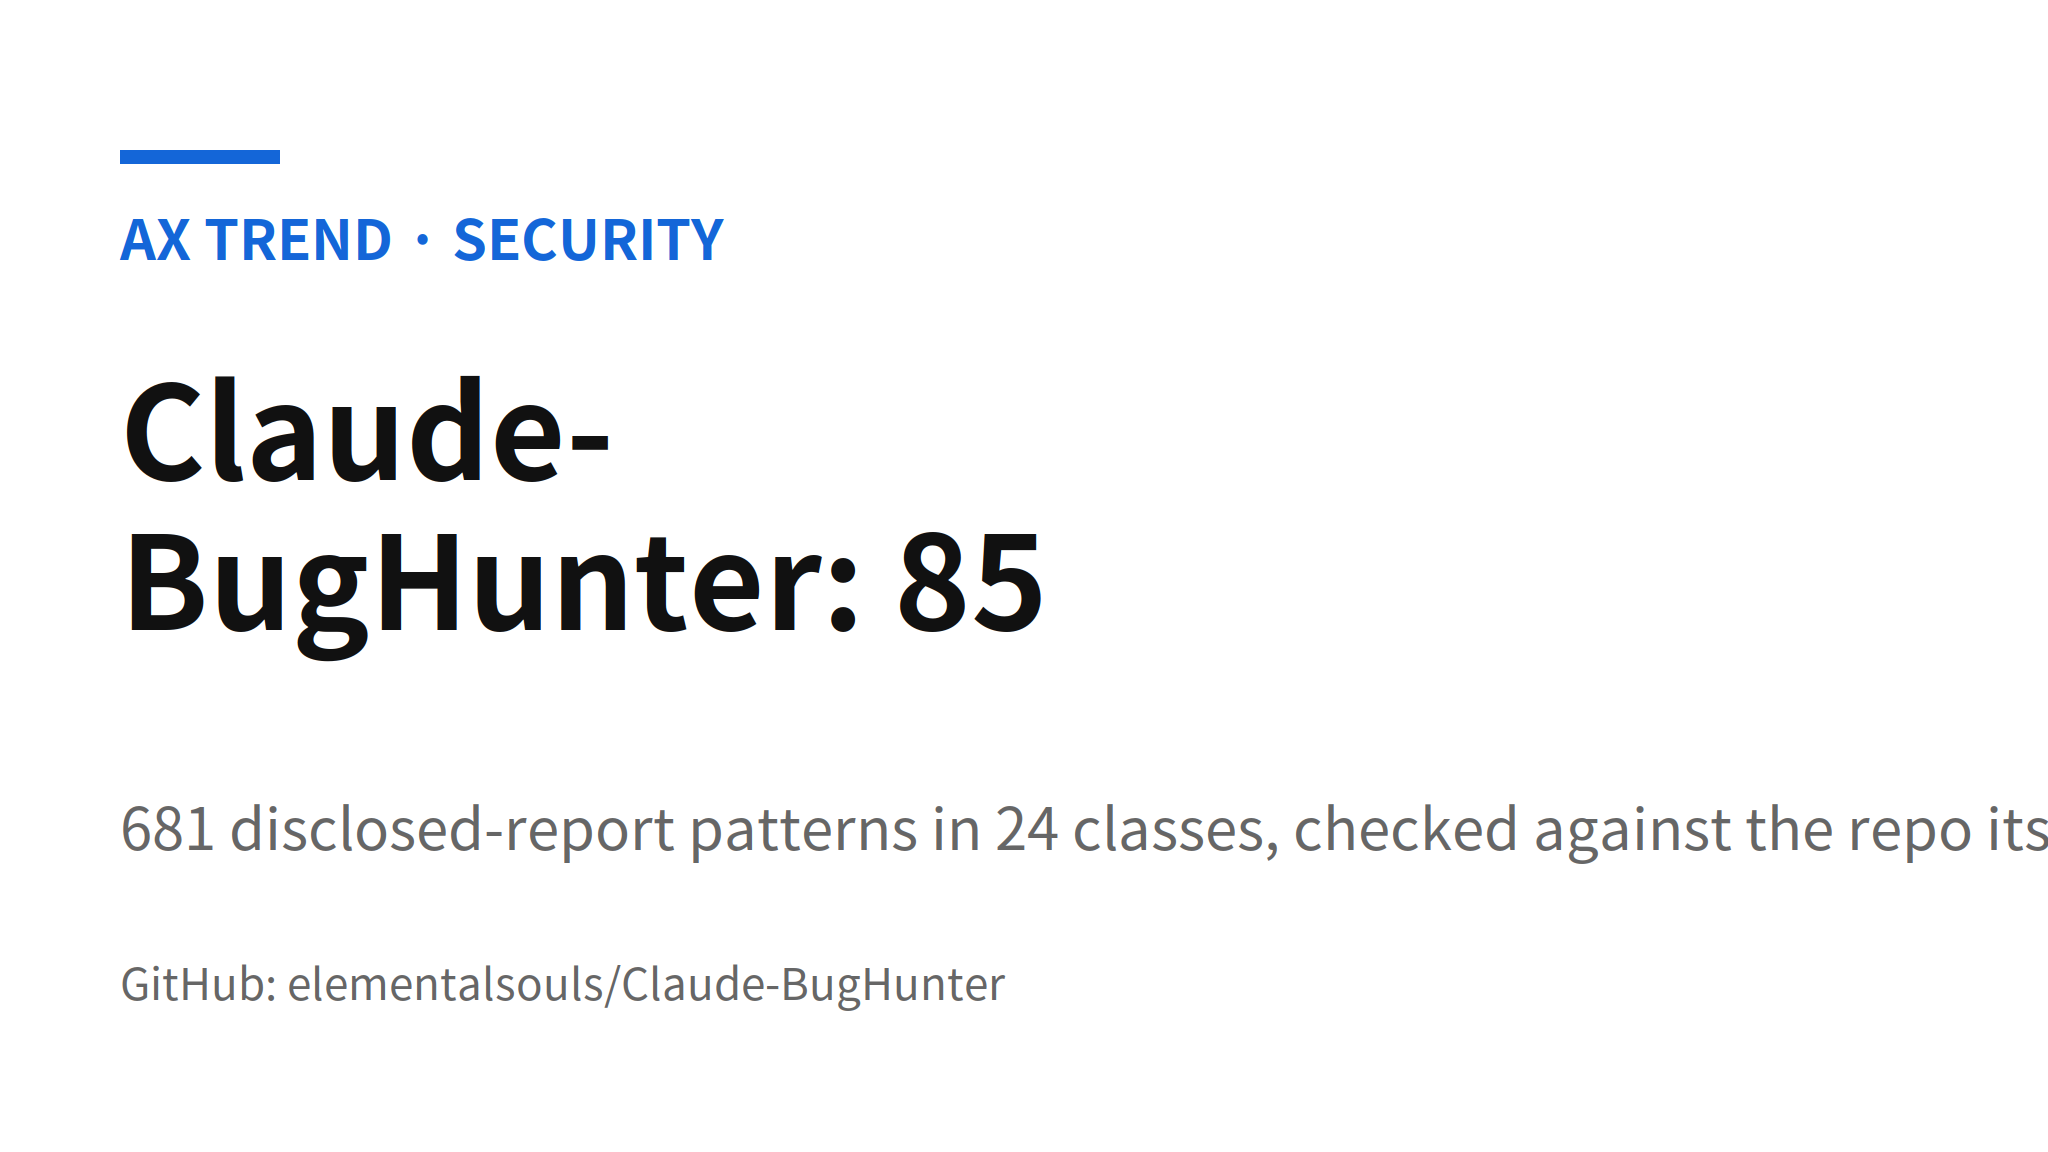 AX TREND · SECURITY
Claude-
BugHunter: 85
681 disclosed-report patterns in 24 classes, checked against the repo its
GitHub: elementalsouls/Claude-BugHunter